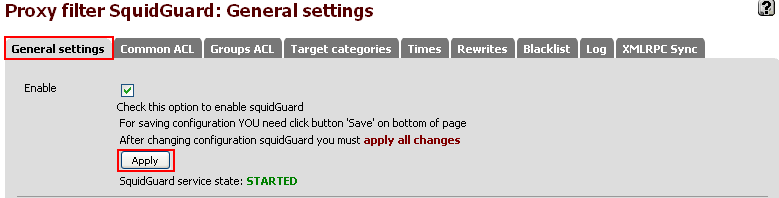 Proxy filter SquidGuard: General settings ?
General settings Common ACL Groups ACL Target categories Times Rewrites Blacklist Log XMLRPC Sync
Enable
Check this option to enable squidGuard
For saving configuration YOU need click button 'Save' on bottom of page
After changing configuration squidGuard you must apply all changes
Apply
SquidGuard service state: STARTED